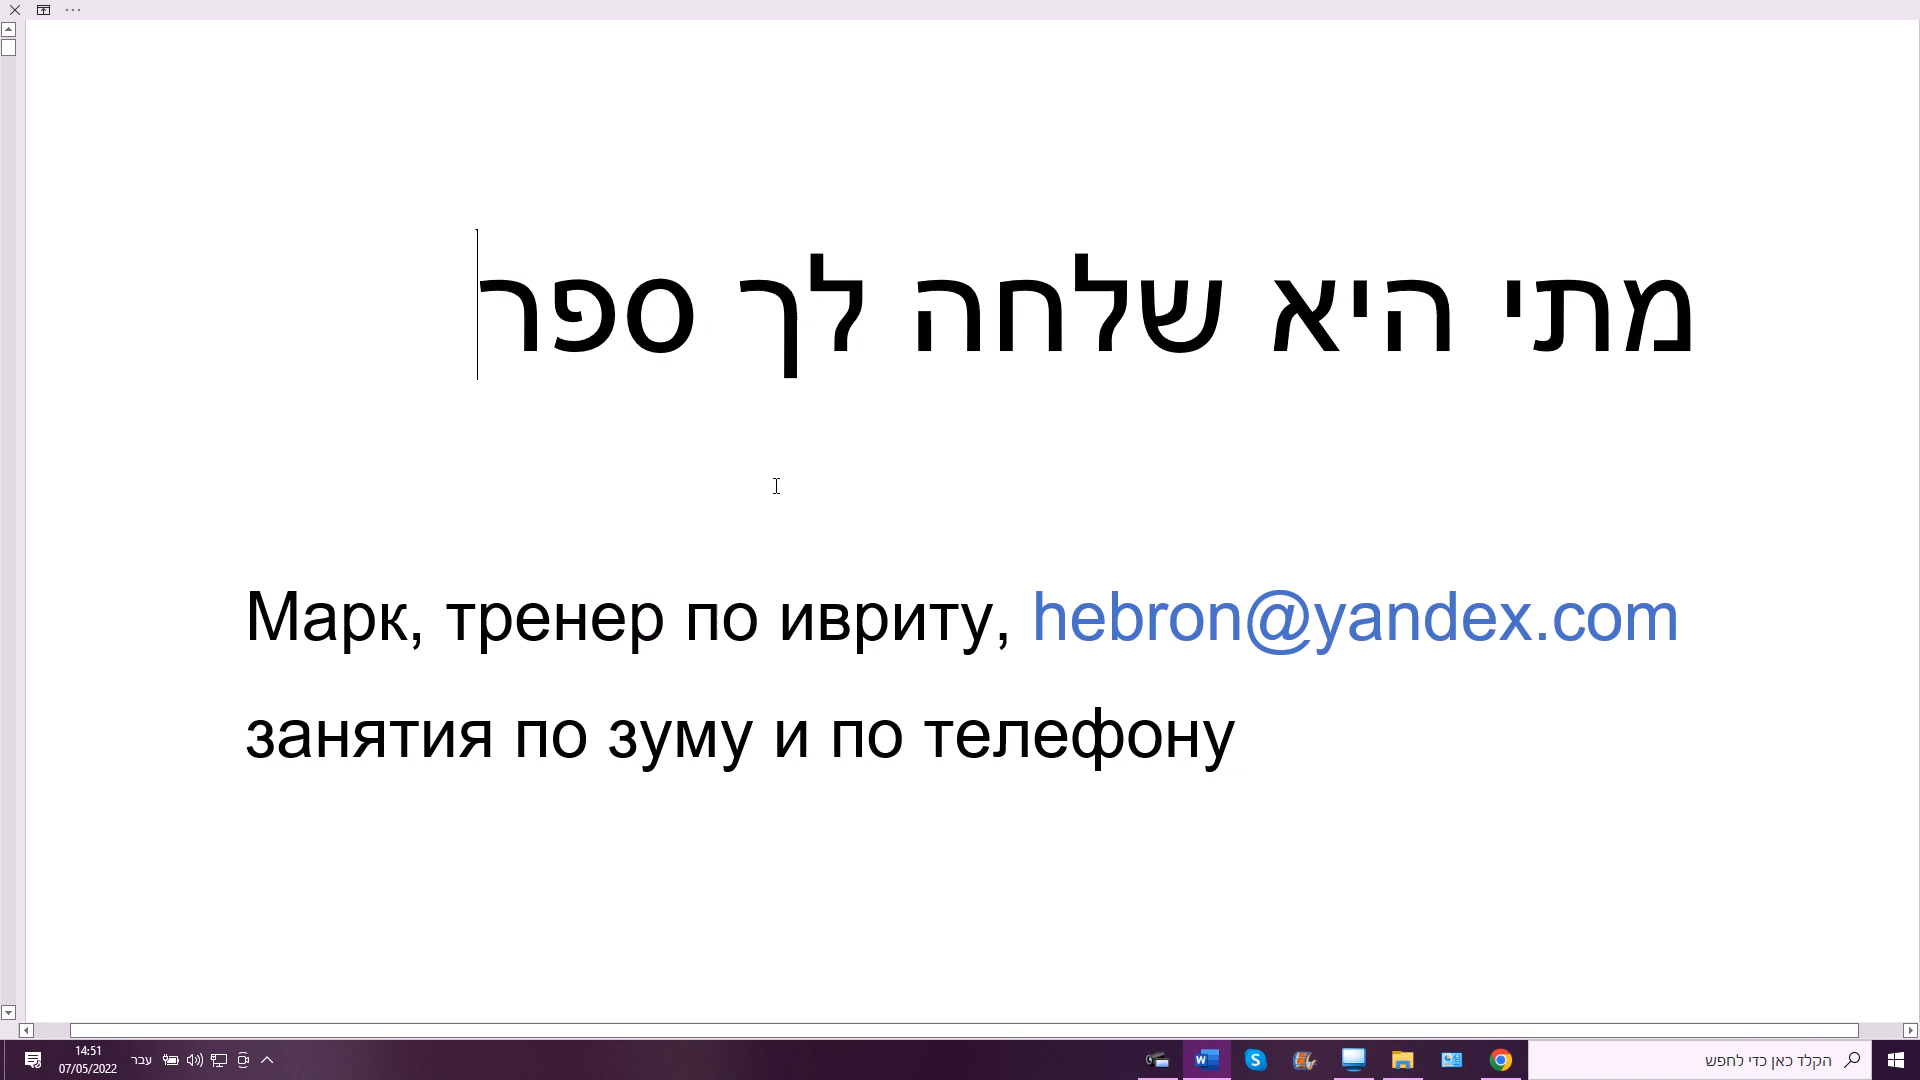 מתי היא שלחה לך ספר
Марк, тренер по ивриту, hebron@yandex.com
занятия по зуму и по телефону
14:51
עבר
07/05/2022
הקלד כאן כדי לחפש